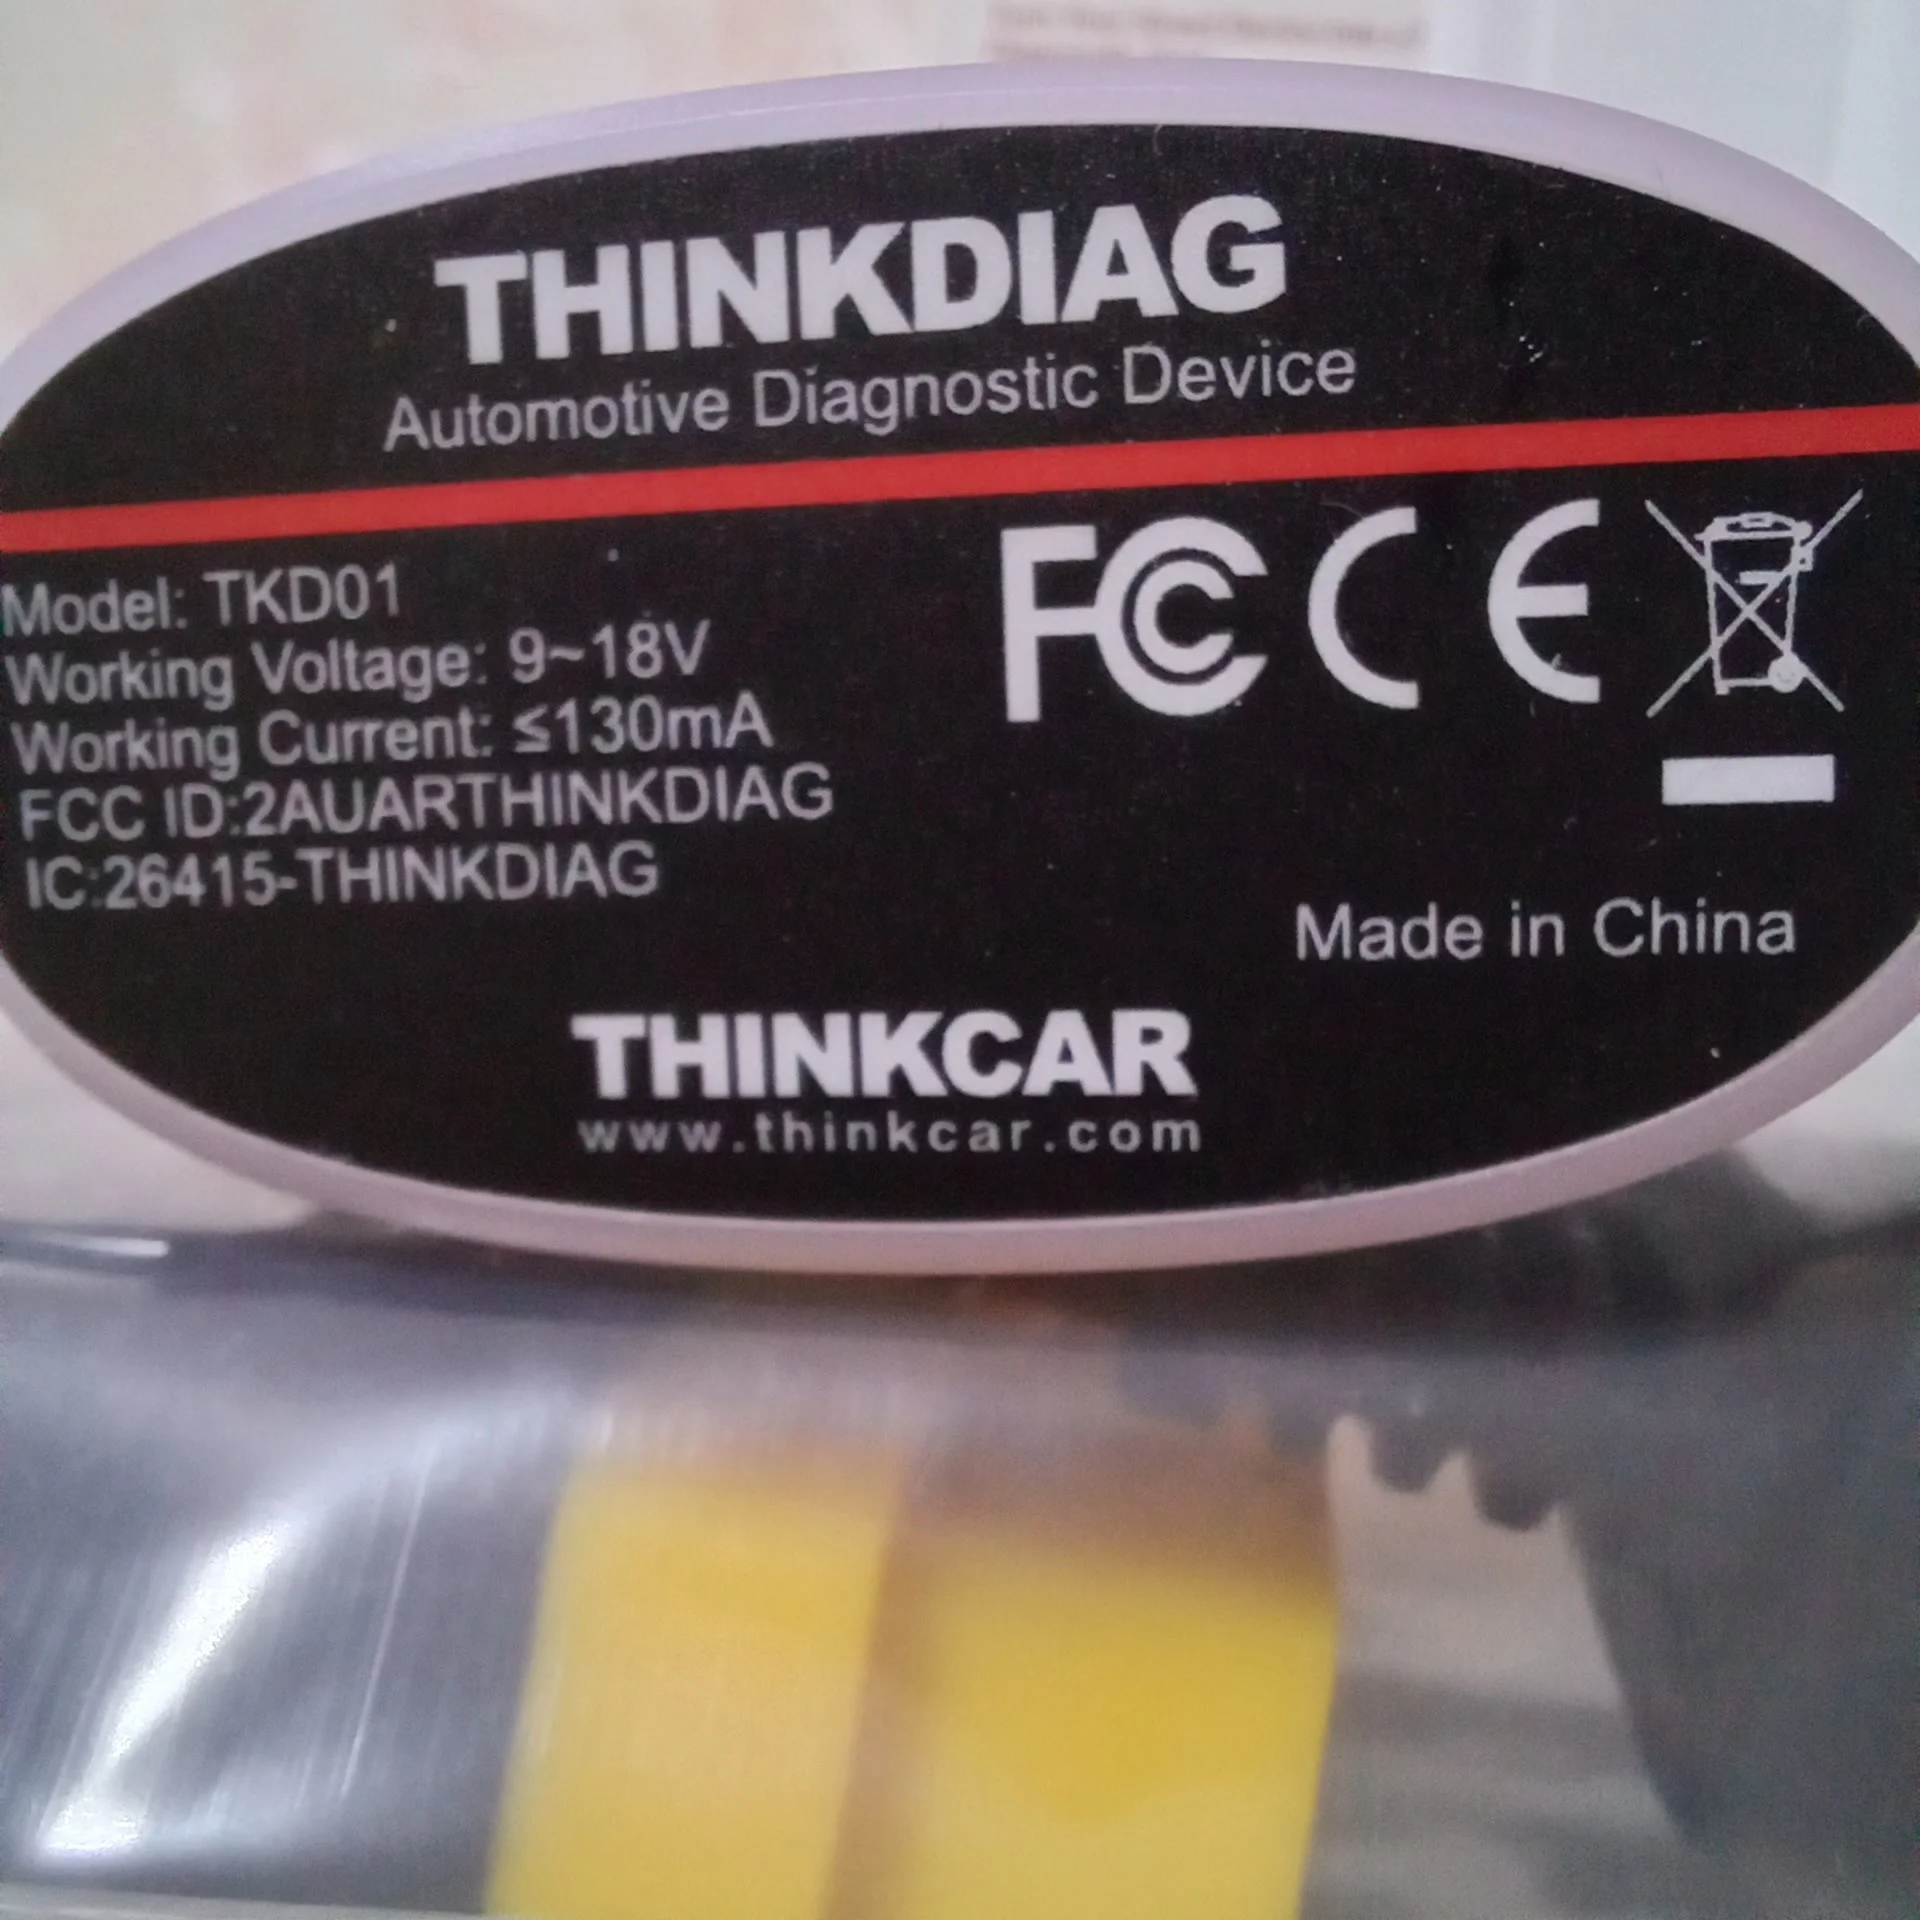 THINKDIAG
Automotive Diagnostic Device
Model: TKD01
Working Voltage: 9~18V
Working Current: ≤130mA
FCC ID:2AUARTHINKDIAG
IC:26415-THINKDIAG
FCC CE
Made in China
THINKCAR
www.thinkcar.com